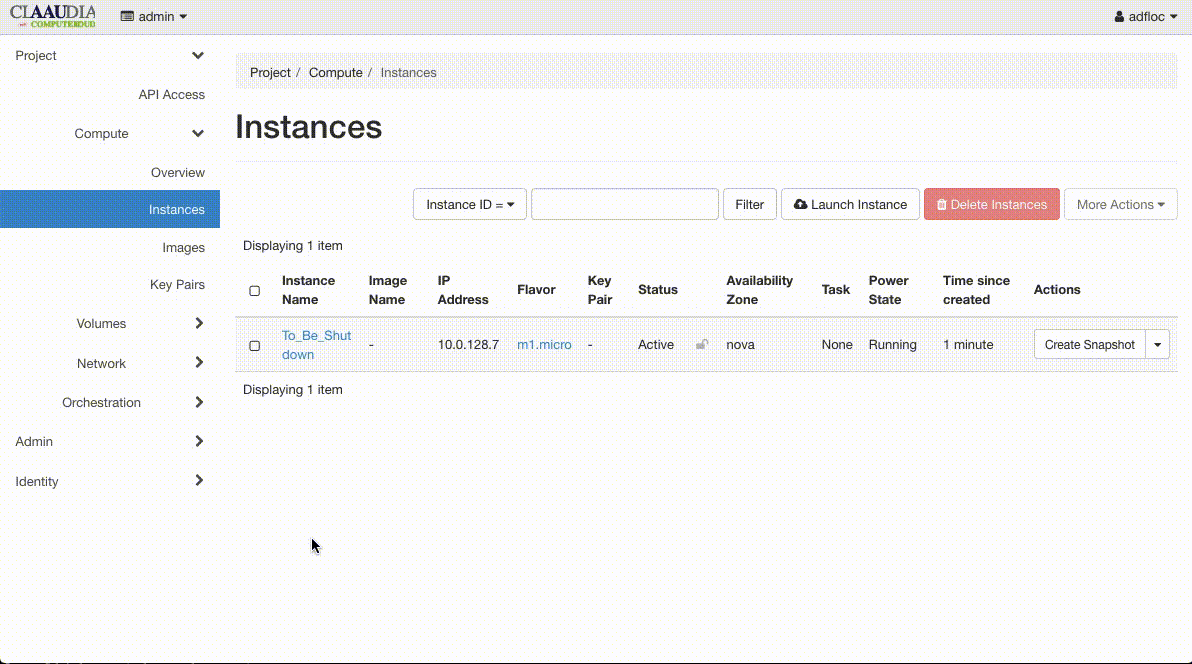 CLAAUDIA admin adfloc
COMPUTECLOUD
Project
API Access
Compute
Overview
Instances
Images
Key Pairs
Volumes
Network
Orchestration
Admin
Identity
Project / Compute / Instances
Instances
Instance ID = Filter Launch Instance Delete Instances More Actions
Displaying 1 item
Instance Name Image Name IP Address Flavor Key Pair Status Availability Zone Task Power State Time since created Actions
To_Be_Shutdown - 10.0.128.7 m1.micro - Active nova None Running 1 minute Create Snapshot
Displaying 1 item